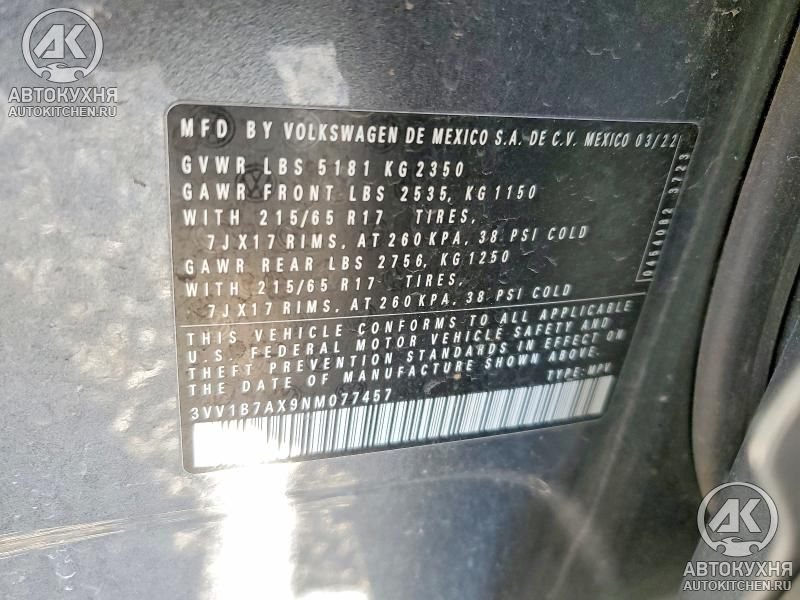 AK
АВТОКУХНЯ
AUTOKITCHEN.RU
MFD BY VOLKSWAGEN DE MEXICO S.A. DE C.V. MEXICO 03/22
GVWR LBS 5181 KG 2350
GAWR FRONT LBS 2535, KG 1150
WITH 215/65 R17 TIRES,
7JX17 RIMS, AT 260 KPA, 38 PSI COLD
GAWR REAR LBS 2756, KG 1250
WITH 215/65 R17 TIRES,
7JX17 RIMS, AT 260 KPA, 38 PSI COLD
THIS VEHICLE CONFORMS TO ALL APPLICABLE
U.S. FEDERAL MOTOR VEHICLE SAFETY AND
THEFT PREVENTION STANDARDS IN EFFECT ON
THE DATE OF MANUFACTURE SHOWN ABOVE.
3VV1B7AX9NM077457 TYPE: MPV
AK
АВТОКУХНЯ
AUTOKITCHEN.RU